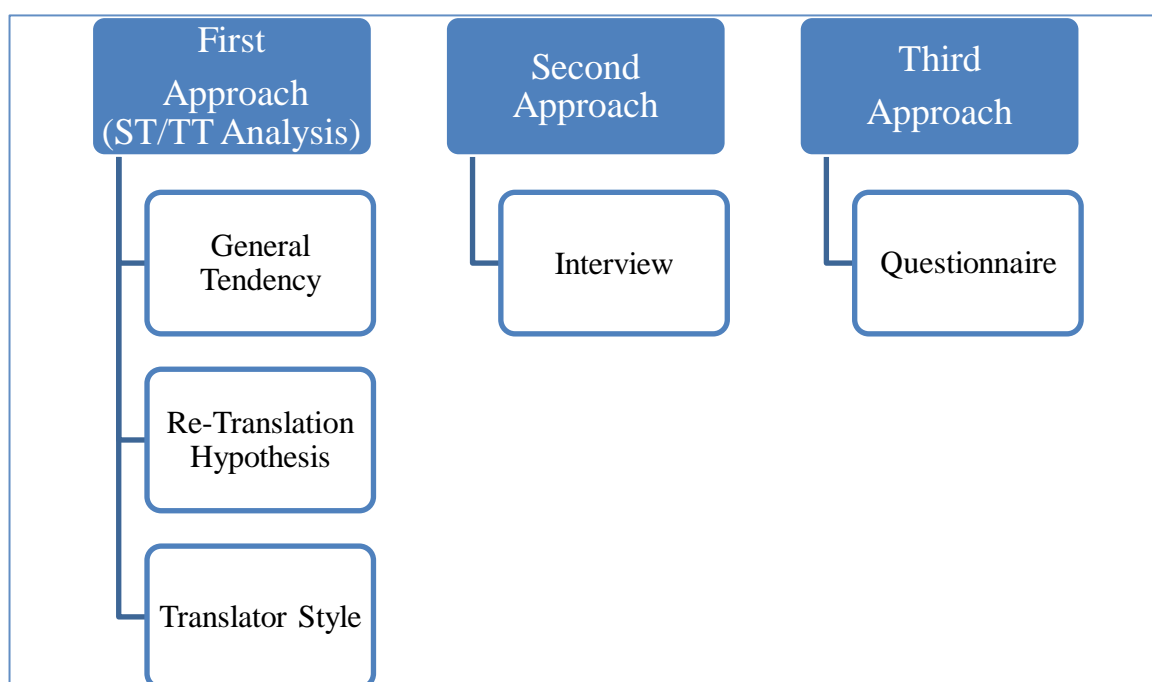 First
Approach
(ST/TT Analysis)
General
Tendency
Re-Translation
Hypothesis
Translator Style
Second
Approach
Interview
Third
Approach
Questionnaire